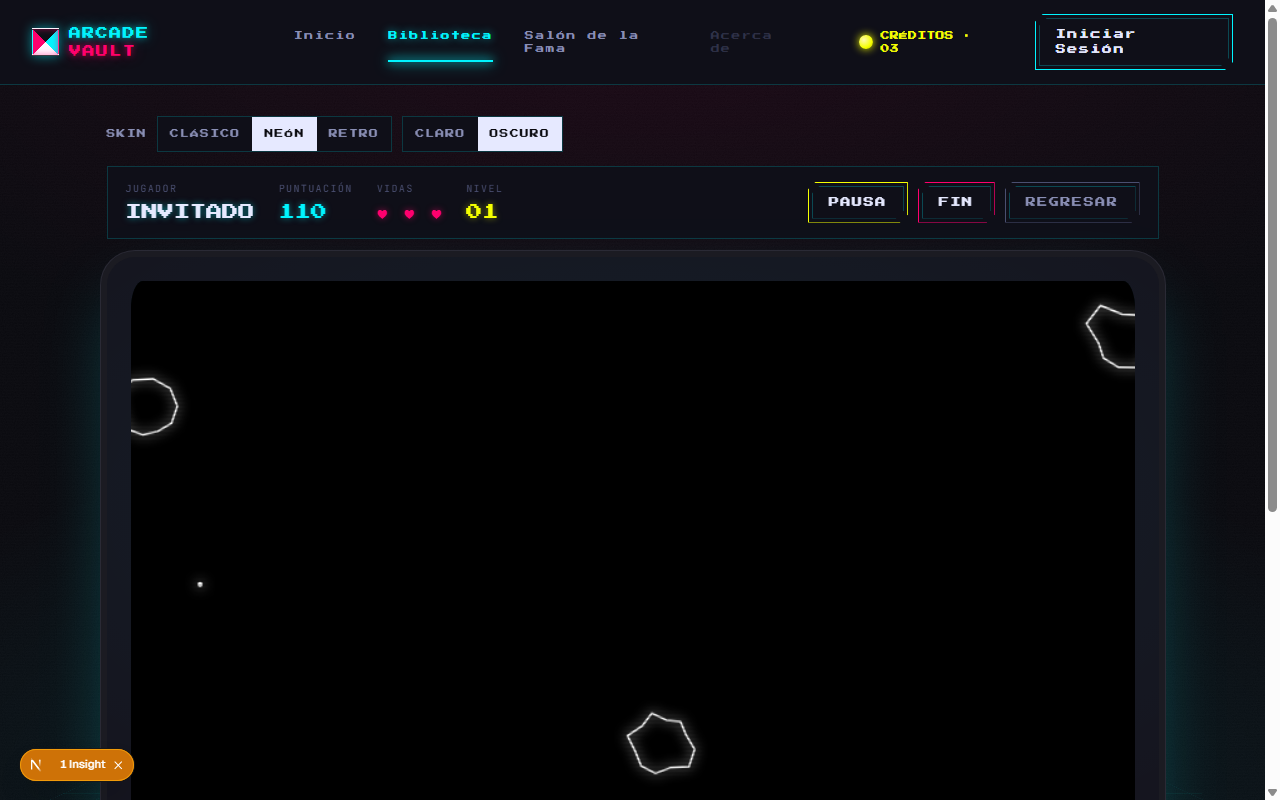 ARCADE
VAULT
Inicio
Biblioteca
Salón de la
Fama
Acerca
de
CRéDITOS ·
03
Iniciar
Sesión
SKIN
CLáSICO
NEóN
RETRO
CLARO
OSCURO
JUGADOR
INVITADO
PUNTUACIÓN
110
VIDAS
♥ ♥ ♥
NIVEL
01
PAUSA
FIN
REGRESAR
N
1 Insight